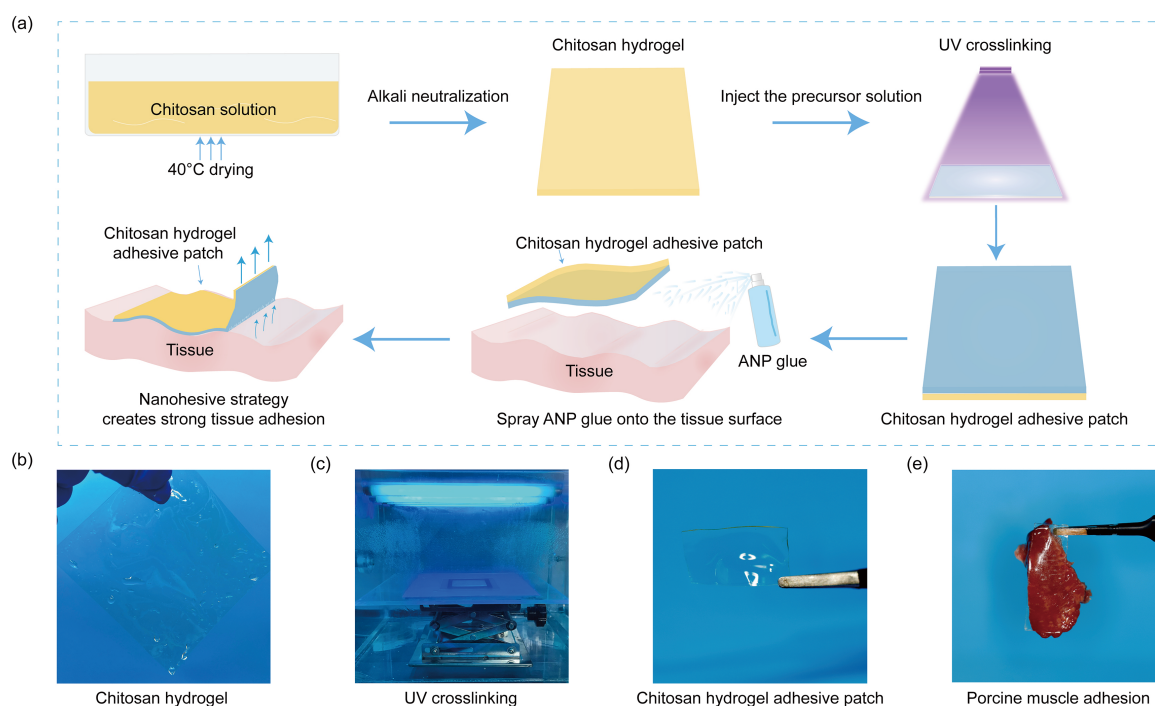 (a)
Chitosan hydrogel
UV crosslinking
Chitosan solution
Alkali neutralization
Inject the precursor solution
40°C drying
Chitosan hydrogel
adhesive patch
Chitosan hydrogel adhesive patch
Tissue
Tissue
ANP glue
Nanohesive strategy
creates strong tissue adhesion
Spray ANP glue onto the tissue surface
Chitosan hydrogel adhesive patch
(b)
(c)
(d)
(e)
Chitosan hydrogel
UV crosslinking
Chitosan hydrogel adhesive patch
Porcine muscle adhesion